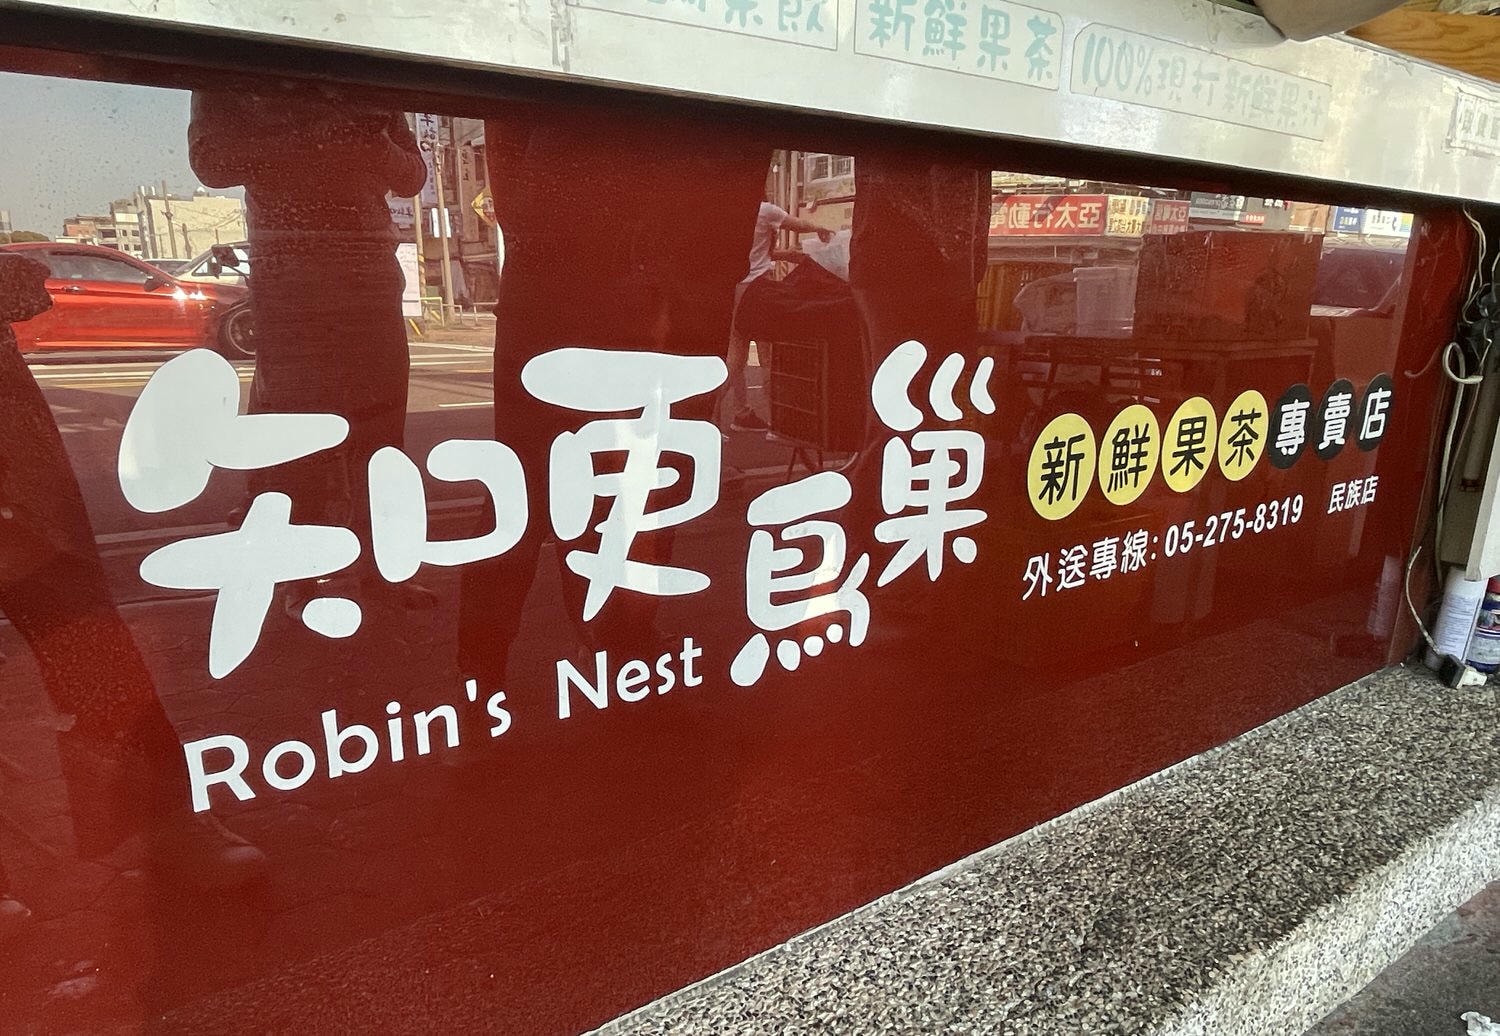 新鮮果茶
100%現打新鮮果汁
知更鳥巢
Robin's Nest
新鮮果茶專賣店
外送專線:05-275-8319 民族店